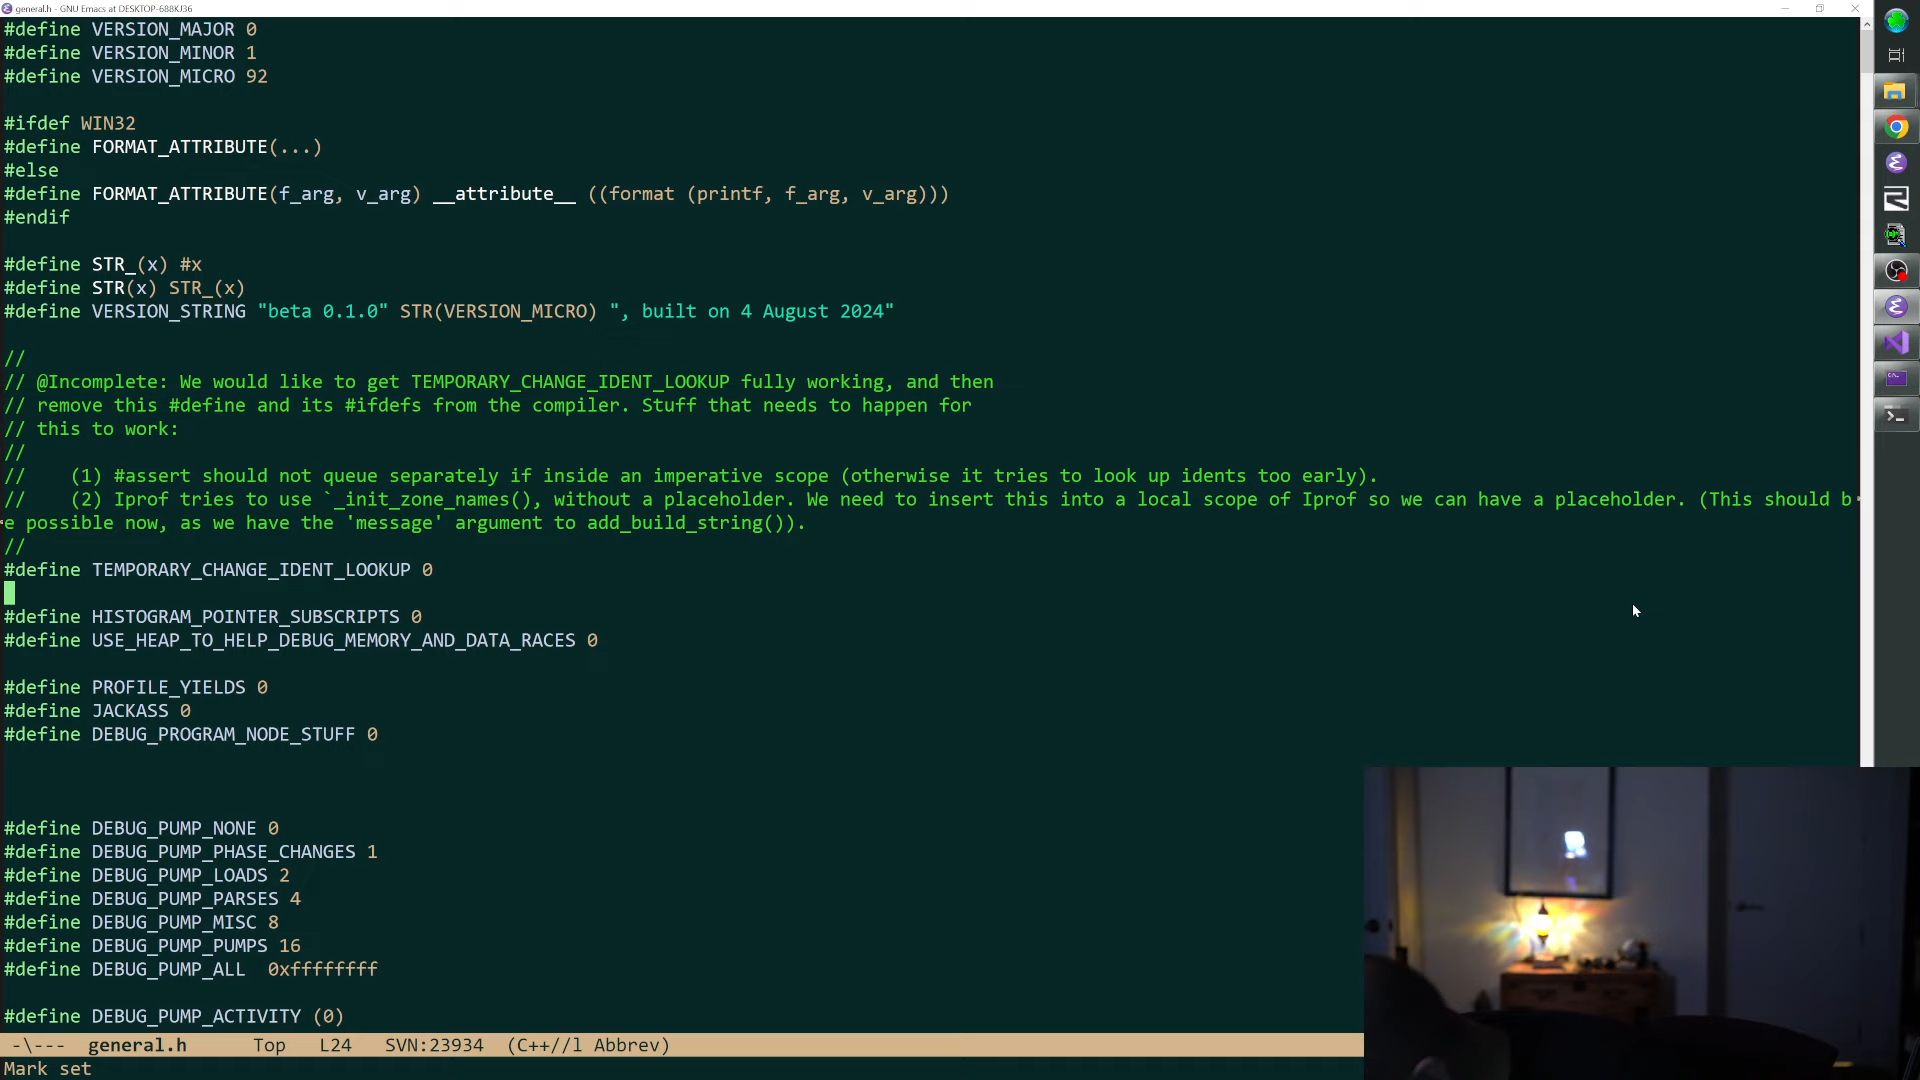 general.h - GNU Emacs at DESKTOP-688KJ36
#define VERSION_MAJOR 0
#define VERSION_MINOR 1
#define VERSION_MICRO 92
#ifdef WIN32
#define FORMAT_ATTRIBUTE(...)
#else
#define FORMAT_ATTRIBUTE(f_arg, v_arg) __attribute__ ((format (printf, f_arg, v_arg)))
#endif
#define STR_(x) #x
#define STR(x) STR_(x)
#define VERSION_STRING "beta 0.1.0" STR(VERSION_MICRO) ", built on 4 August 2024"
//
// @Incomplete: We would like to get TEMPORARY_CHANGE_IDENT_LOOKUP fully working, and then
// remove this #define and its #ifdefs from the compiler. Stuff that needs to happen for
// this to work:
//
//    (1) #assert should not queue separately if inside an imperative scope (otherwise it tries to look up idents too early).
//    (2) Iprof tries to use `_init_zone_names(), without a placeholder. We need to insert this into a local scope of Iprof so we can have a placeholder. (This should b
e possible now, as we have the 'message' argument to add_build_string()).
//
#define TEMPORARY_CHANGE_IDENT_LOOKUP 0
#define HISTOGRAM_POINTER_SUBSCRIPTS 0
#define USE_HEAP_TO_HELP_DEBUG_MEMORY_AND_DATA_RACES 0
#define PROFILE_YIELDS 0
#define JACKASS 0
#define DEBUG_PROGRAM_NODE_STUFF 0
#define DEBUG_PUMP_NONE 0
#define DEBUG_PUMP_PHASE_CHANGES 1
#define DEBUG_PUMP_LOADS 2
#define DEBUG_PUMP_PARSES 4
#define DEBUG_PUMP_MISC 8
#define DEBUG_PUMP_PUMPS 16
#define DEBUG_PUMP_ALL  0xffffffff
#define DEBUG_PUMP_ACTIVITY (0)
-\---  general.h      Top   L24   SVN:23934  (C++//l Abbrev)
Mark set